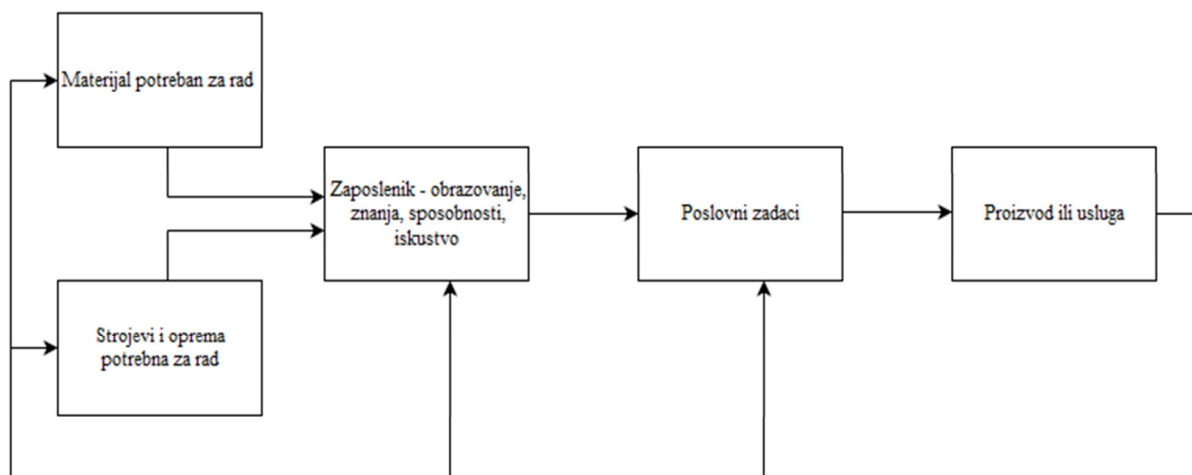 Materijal potreban za rad
Zaposlenik - obrazovanje,
znanja, sposobnosti,
iskustvo
Poslovni zadaci
Proizvod ili usluga
Strojevi i oprema
potrebna za rad